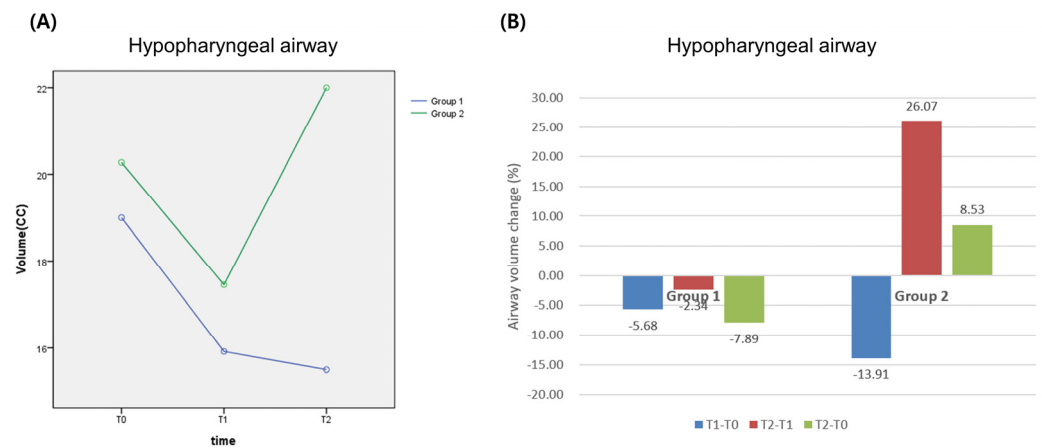 (A)
Hypopharyngeal airway
22
20
18
16
Volume(CC)
T0 T1 T2
time
Group 1
Group 2
(B)
Hypopharyngeal airway
30.00
25.00
20.00
15.00
10.00
5.00
0.00
-5.00
-10.00
-15.00
-20.00
Airway volume change (%)
26.07
8.53
Group 1 Group 2
-2.34
-5.68
-7.89
-13.91
T1-T0 T2-T1 T2-T0